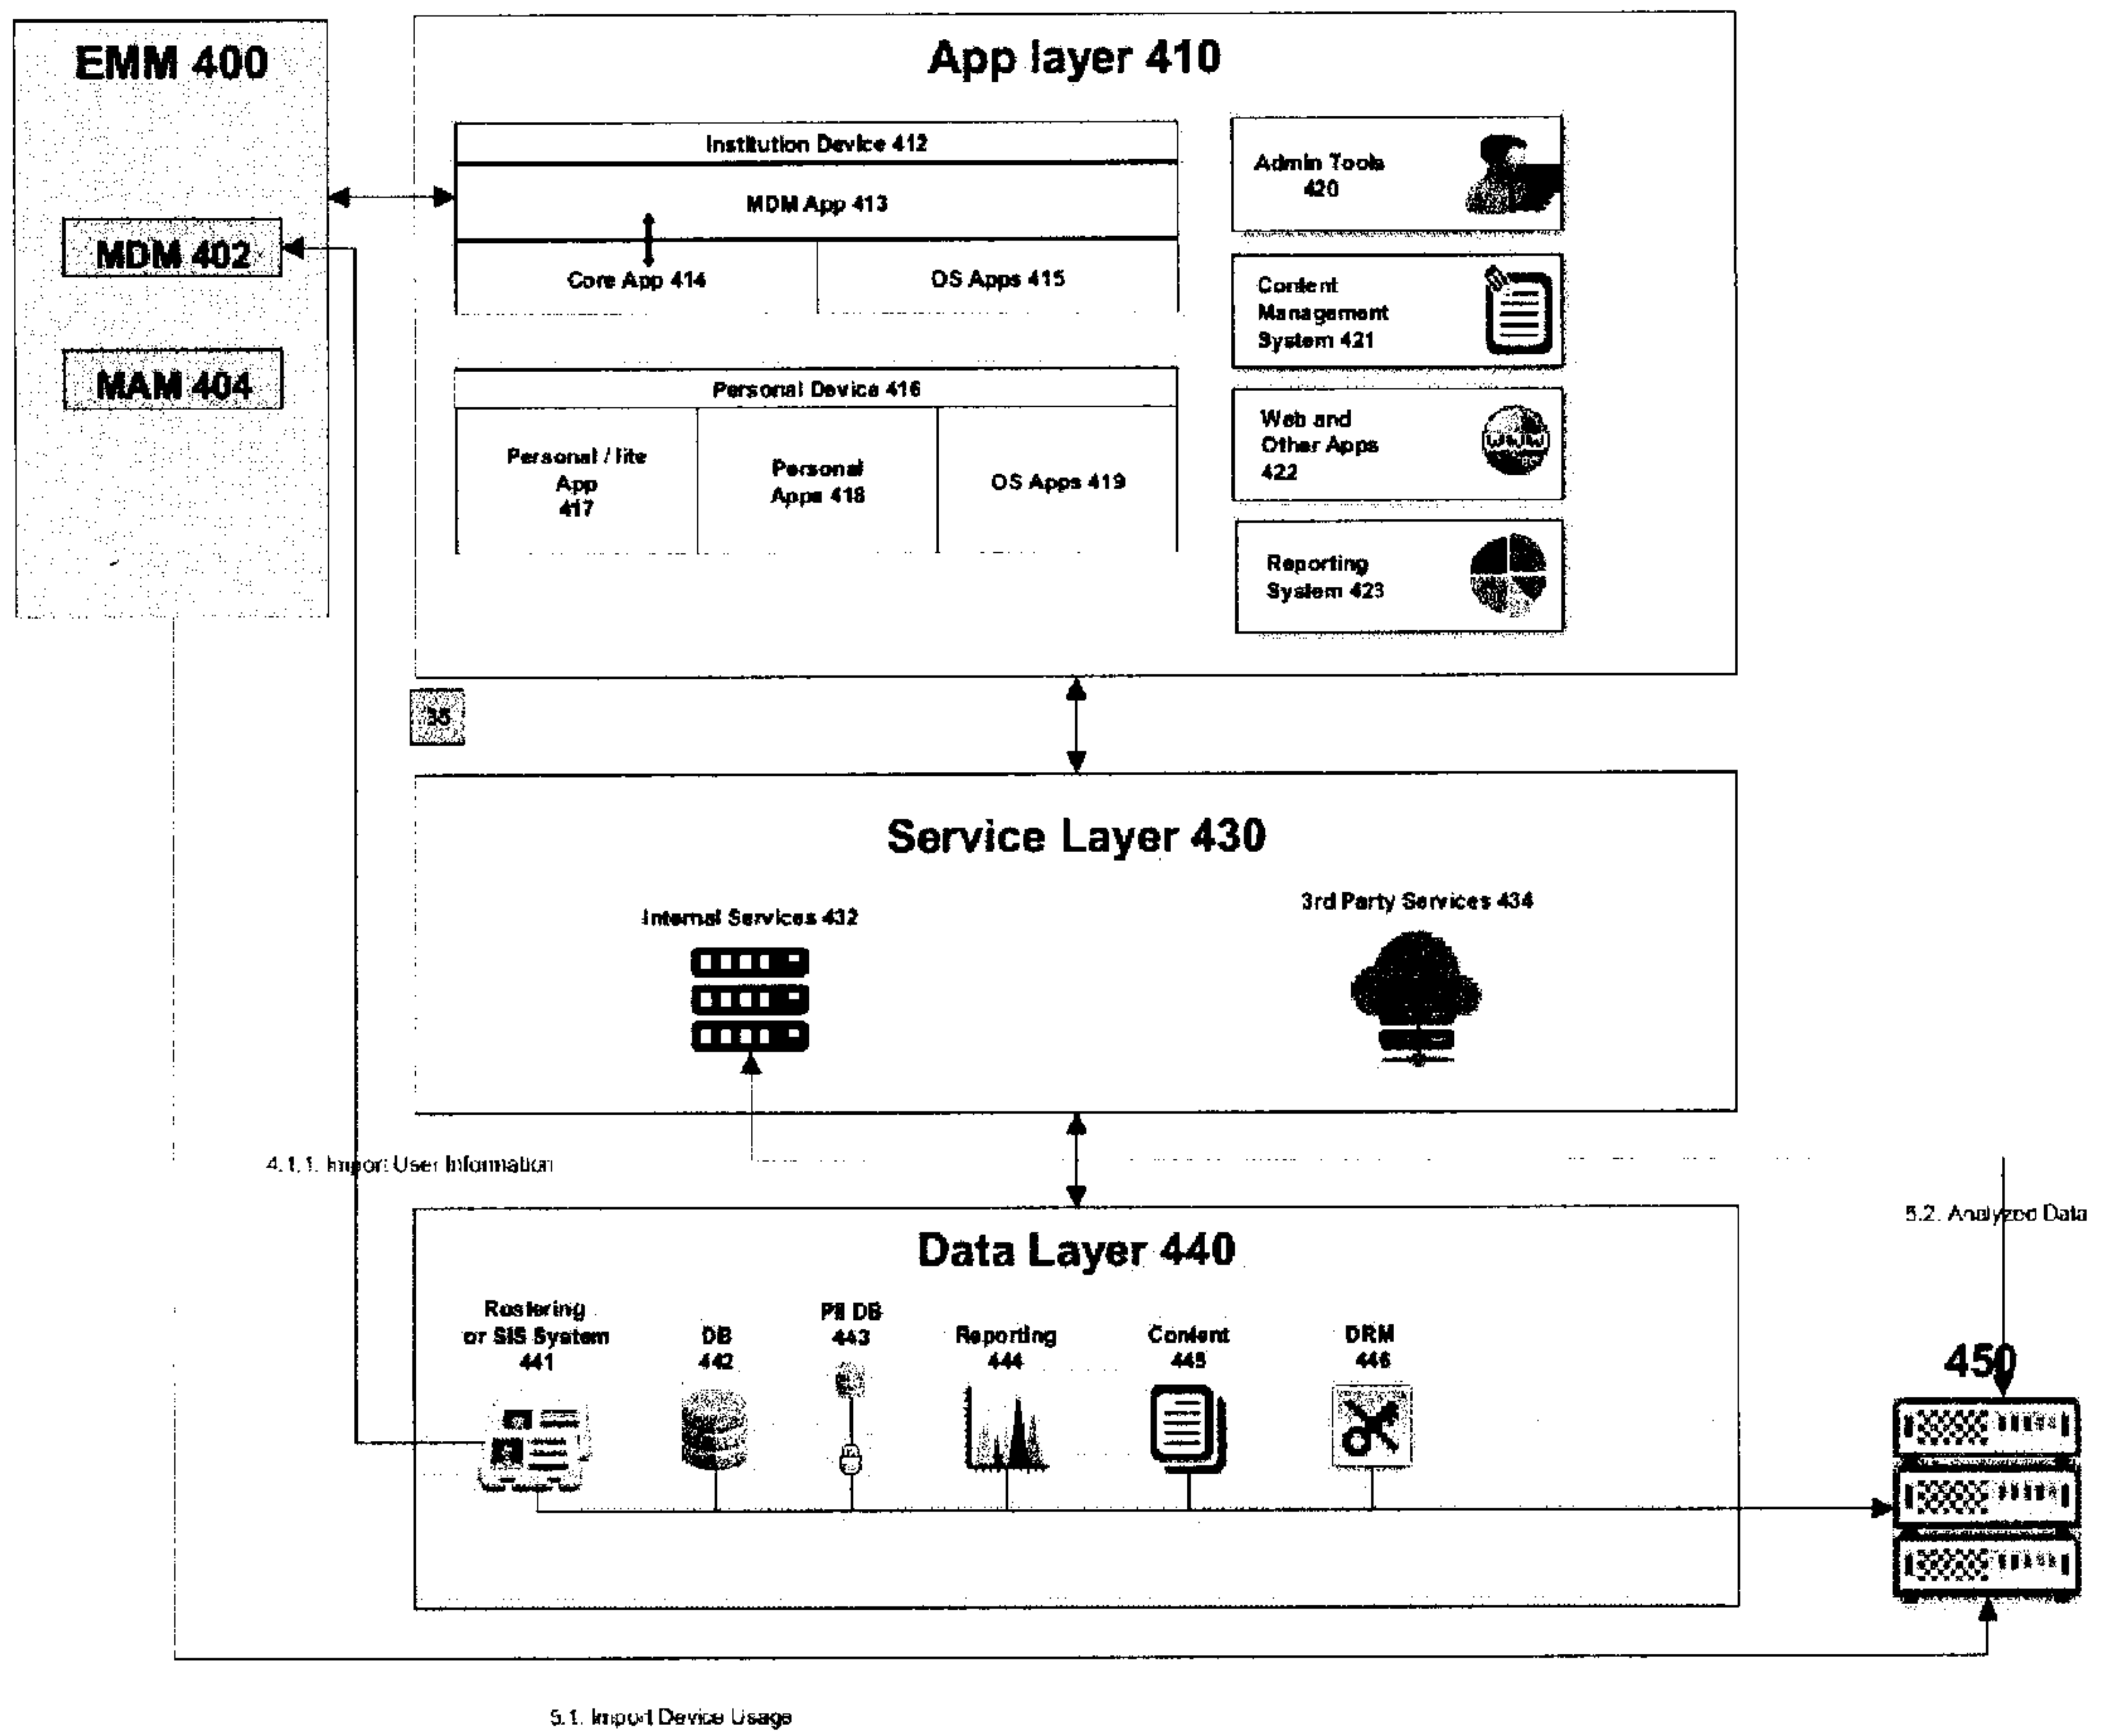 EMM 400
MDM 402
MAM 404
App layer 410
Institution Device 412
MDM App 413
Core App 414
OS Apps 415
Personal Device 416
Personal / lite
App
417
Personal
Apps 418
OS Apps 419
Admin Tools
420
Content
Management
System 421
Web and
Other Apps
422
www
Reporting
System 423
35
Service Layer 430
Internal Services 432
3rd Party Services 434
4.1.1. Import User Information
5.2. Analyzed Data
Data Layer 440
Rostering
or SIS System
441
DB
442
PII DB
443
Reporting
444
Content
445
DRM
446
450
5.1. Import Device Usage